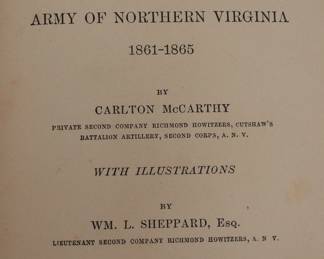 ARMY OF NORTHERN VIRGINIA
1861-1865
BY
CARLTON McCARTHY
PRIVATE SECOND COMPANY RICHMOND HOWITZERS, CUTSHAW'S
BATTALION ARTILLERY, SECOND CORPS, A. N. V.
WITH ILLUSTRATIONS
BY
WM. L. SHEPPARD, Esq.
LIEUTENANT SECOND COMPANY RICHMOND HOWITZERS, A. N. V.